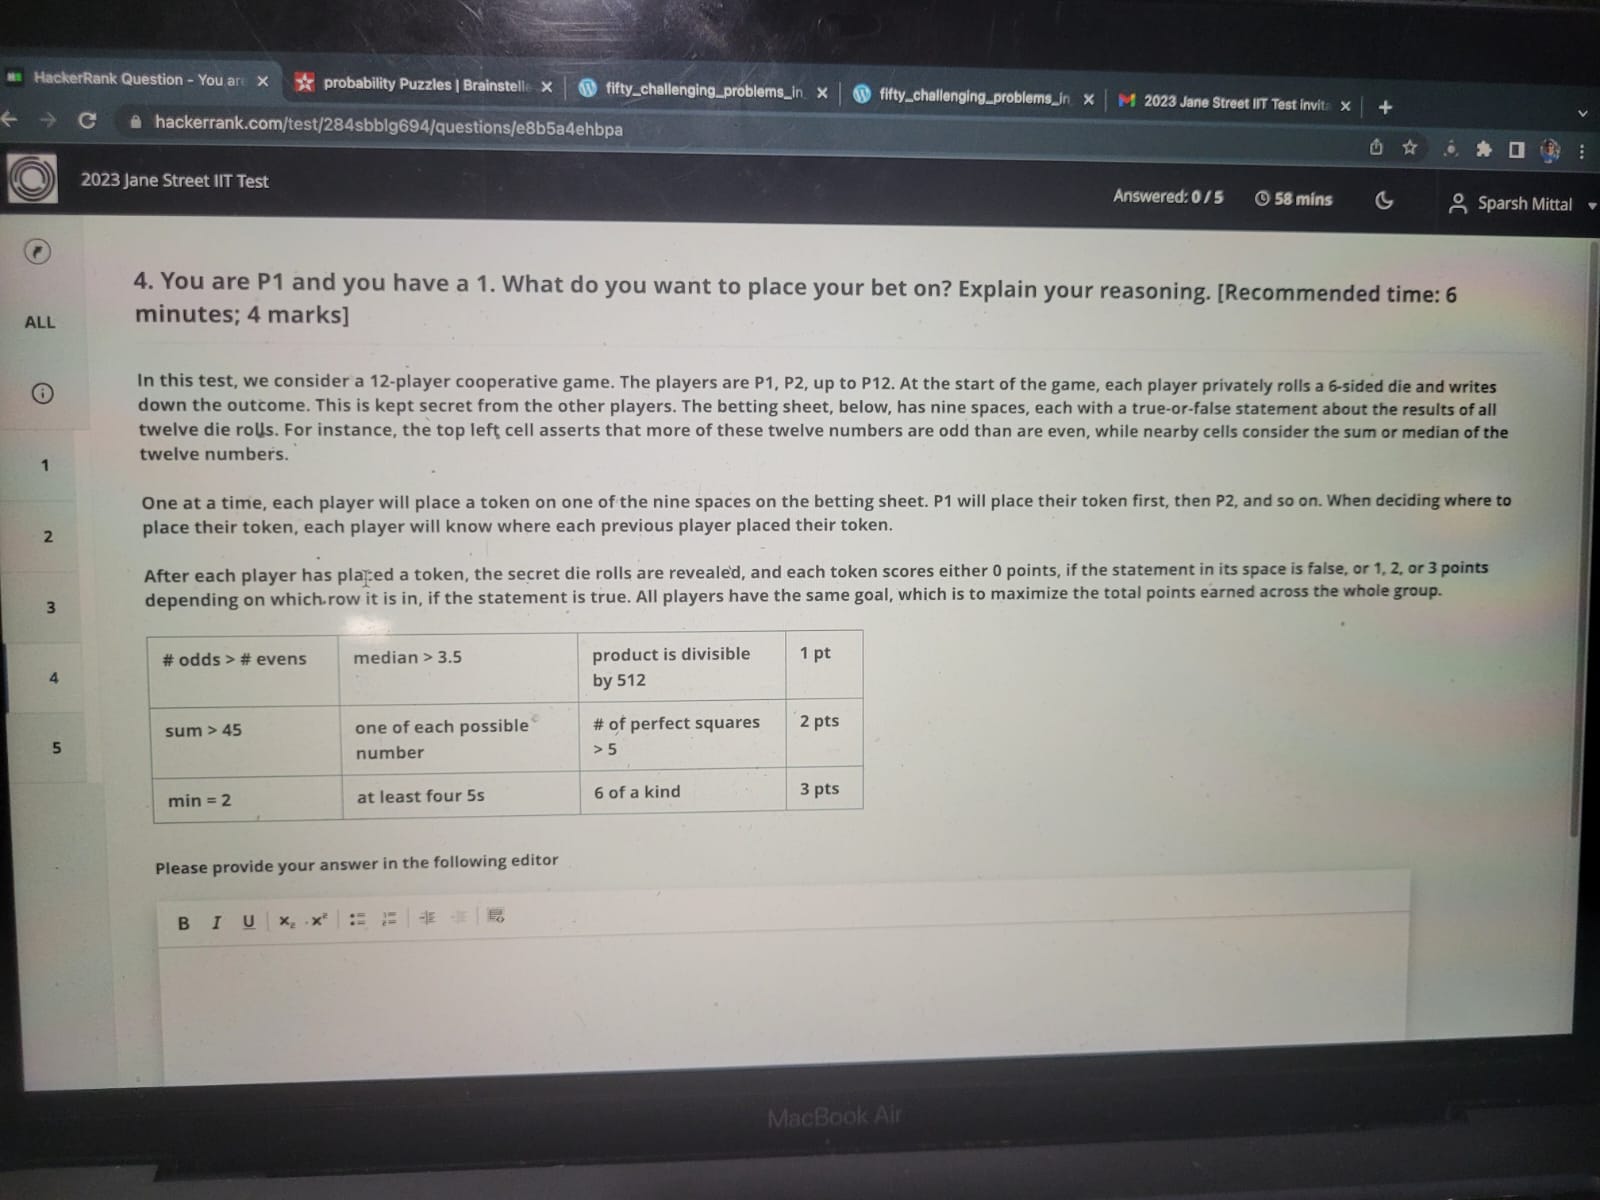 HackerRank Question - You are
probability Puzzles | Brainstell
fifty_challenging_problems_in
fifty_challenging_problems_in
2023 Jane Street IIT Test Invit
hackerrank.com/test/284sbblg694/questions/e8b5a4ehbpa
2023 Jane Street IIT Test
Answered: 0 / 5
58 mins
Sparsh Mittal
ALL
1
2
3
4
5
4. You are P1 and you have a 1. What do you want to place your bet on? Explain your reasoning. [Recommended time: 6
minutes; 4 marks]
In this test, we consider a 12-player cooperative game. The players are P1, P2, up to P12. At the start of the game, each player privately rolls a 6-sided die and writes
down the outcome. This is kept secret from the other players. The betting sheet, below, has nine spaces, each with a true-or-false statement about the results of all
twelve die rolls. For instance, the top left cell asserts that more of these twelve numbers are odd than are even, while nearby cells consider the sum or median of the
twelve numbers.
One at a time, each player will place a token on one of the nine spaces on the betting sheet. P1 will place their token first, then P2, and so on. When deciding where to
place their token, each player will know where each previous player placed their token.
After each player has placed a token, the secret die rolls are revealed, and each token scores either 0 points, if the statement in its space is false, or 1, 2, or 3 points
depending on which row it is in, if the statement is true. All players have the same goal, which is to maximize the total points earned across the whole group.
# odds > # evens
median > 3.5
product is divisible
by 512
1 pt
sum > 45
one of each possible
number
# of perfect squares
> 5
2 pts
min = 2
at least four 5s
6 of a kind
3 pts
Please provide your answer in the following editor
B I U x₂ x²
MacBook Air